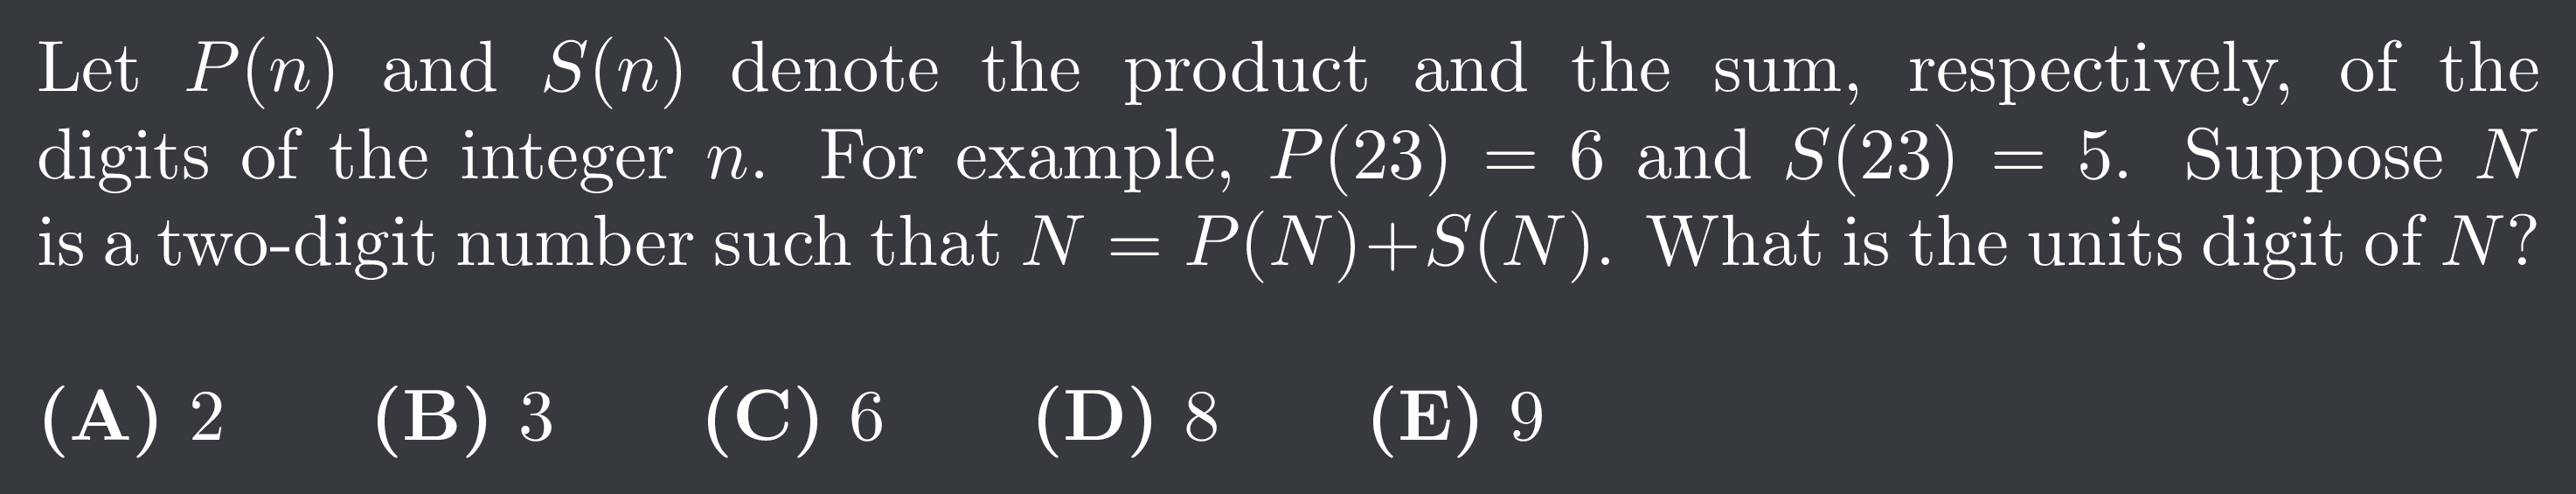 Let P(n) and S(n) denote the product and the sum, respectively, of the
digits of the integer n. For example, P(23) = 6 and S(23) = 5. Suppose N
is a two-digit number such that N = P(N)+S(N). What is the units digit of N?
(A) 2 (B) 3 (C) 6 (D) 8 (E) 9